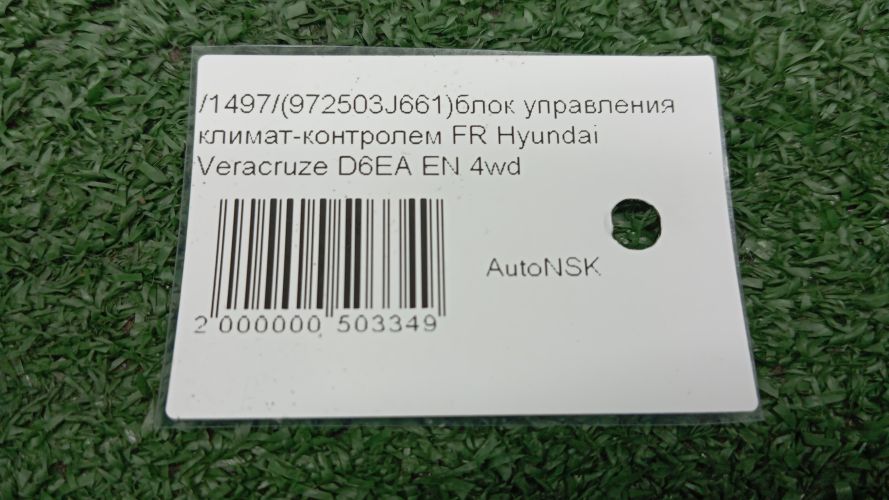 /1497/(972503J661)блок управления
климат-контролем FR Hyundai
Veracruze D6EA EN 4wd
AutoNSK
2 000000 503349